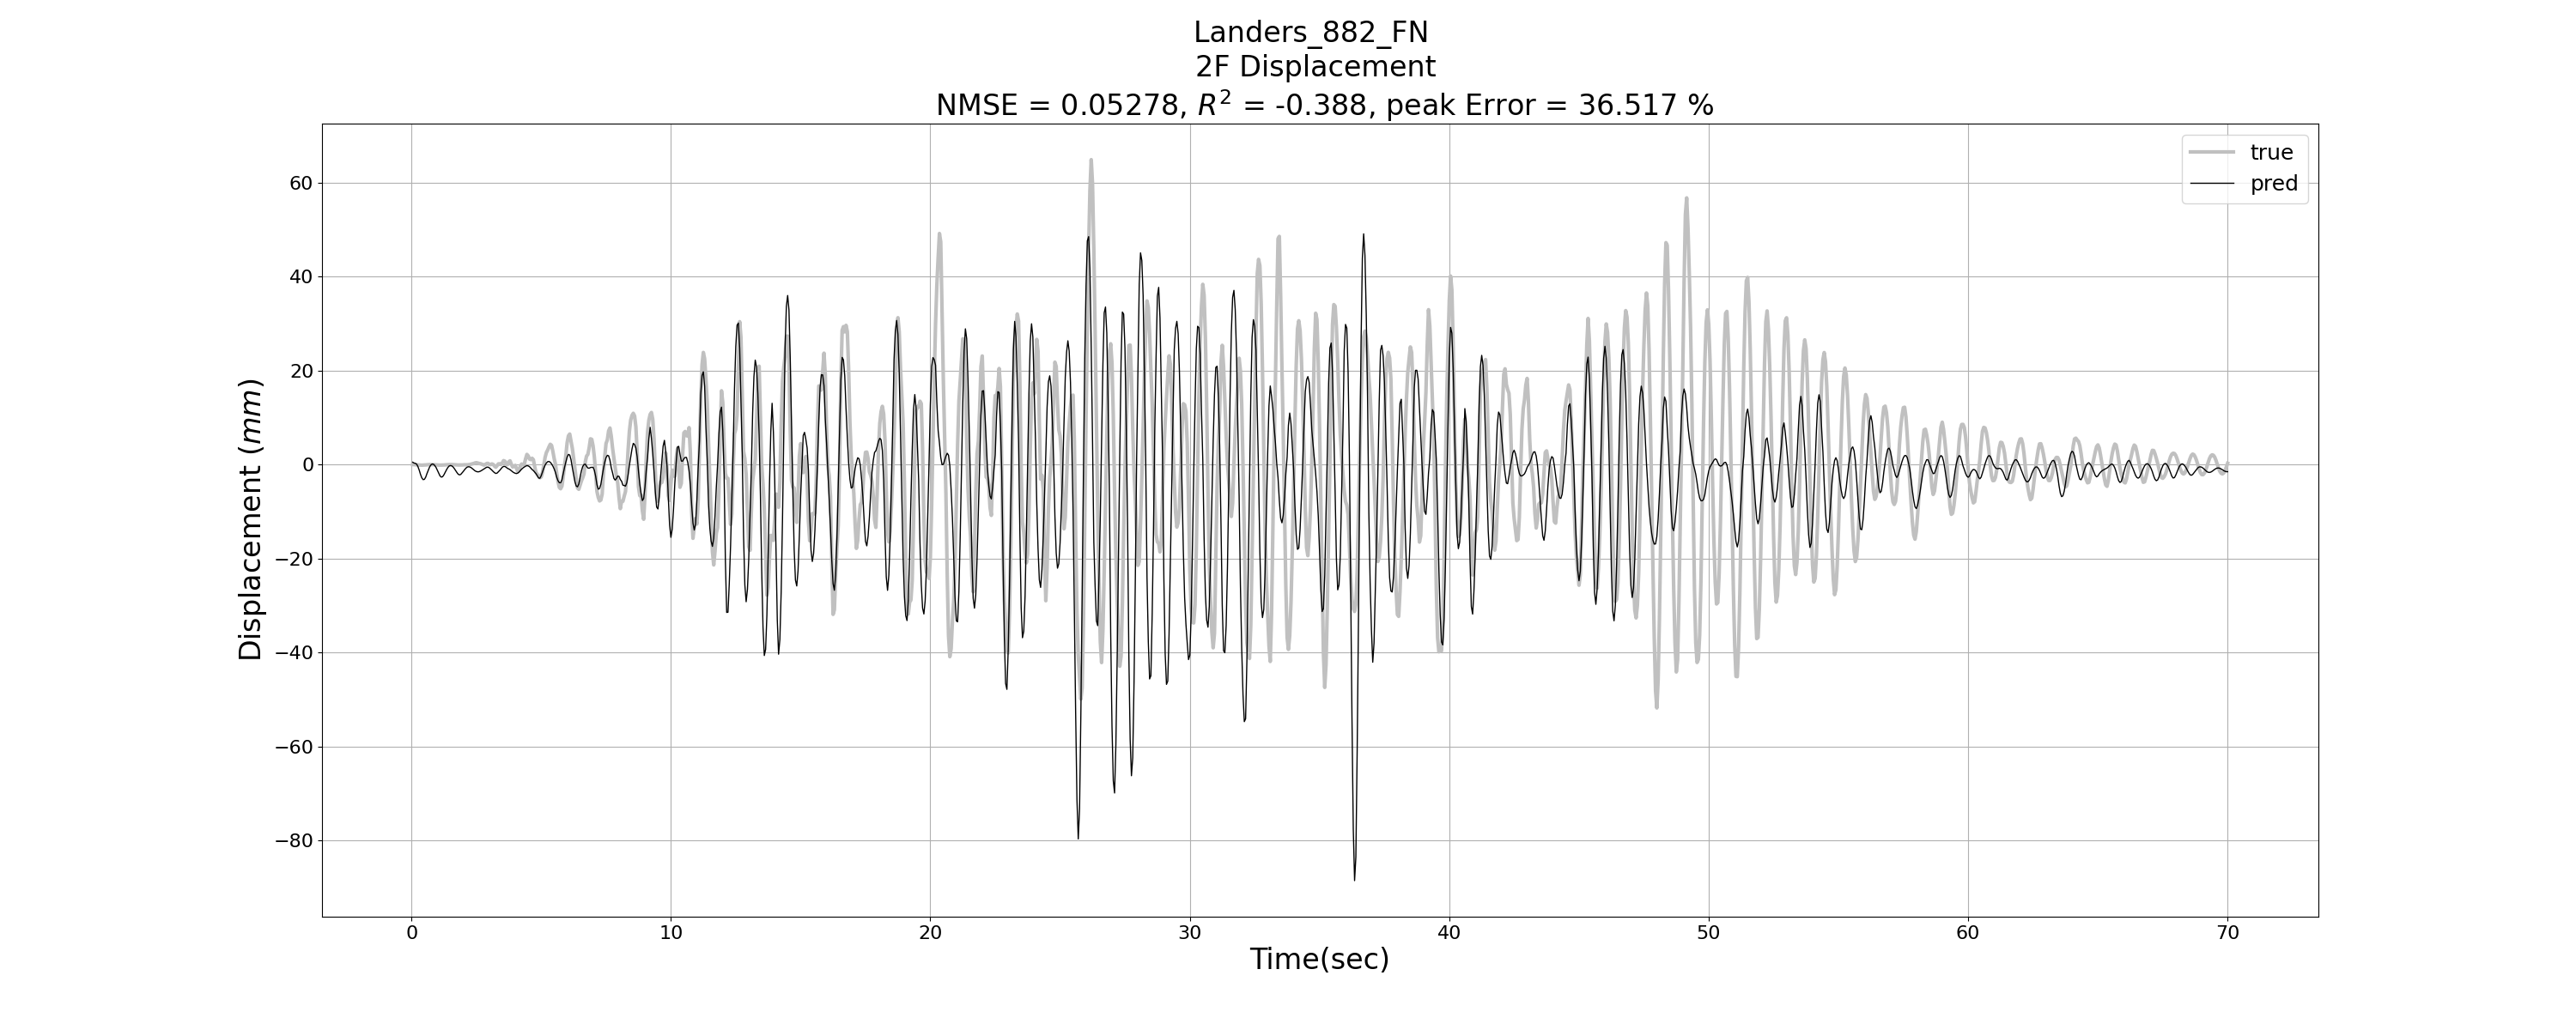 Landers_882_FN
2F Displacement
NMSE = 0.05278, R² = -0.388, peak Error = 36.517 %
true
pred
Displacement (mm)
60
40
20
0
−20
−40
−60
−80
0 10 20 30 40 50 60 70
Time(sec)